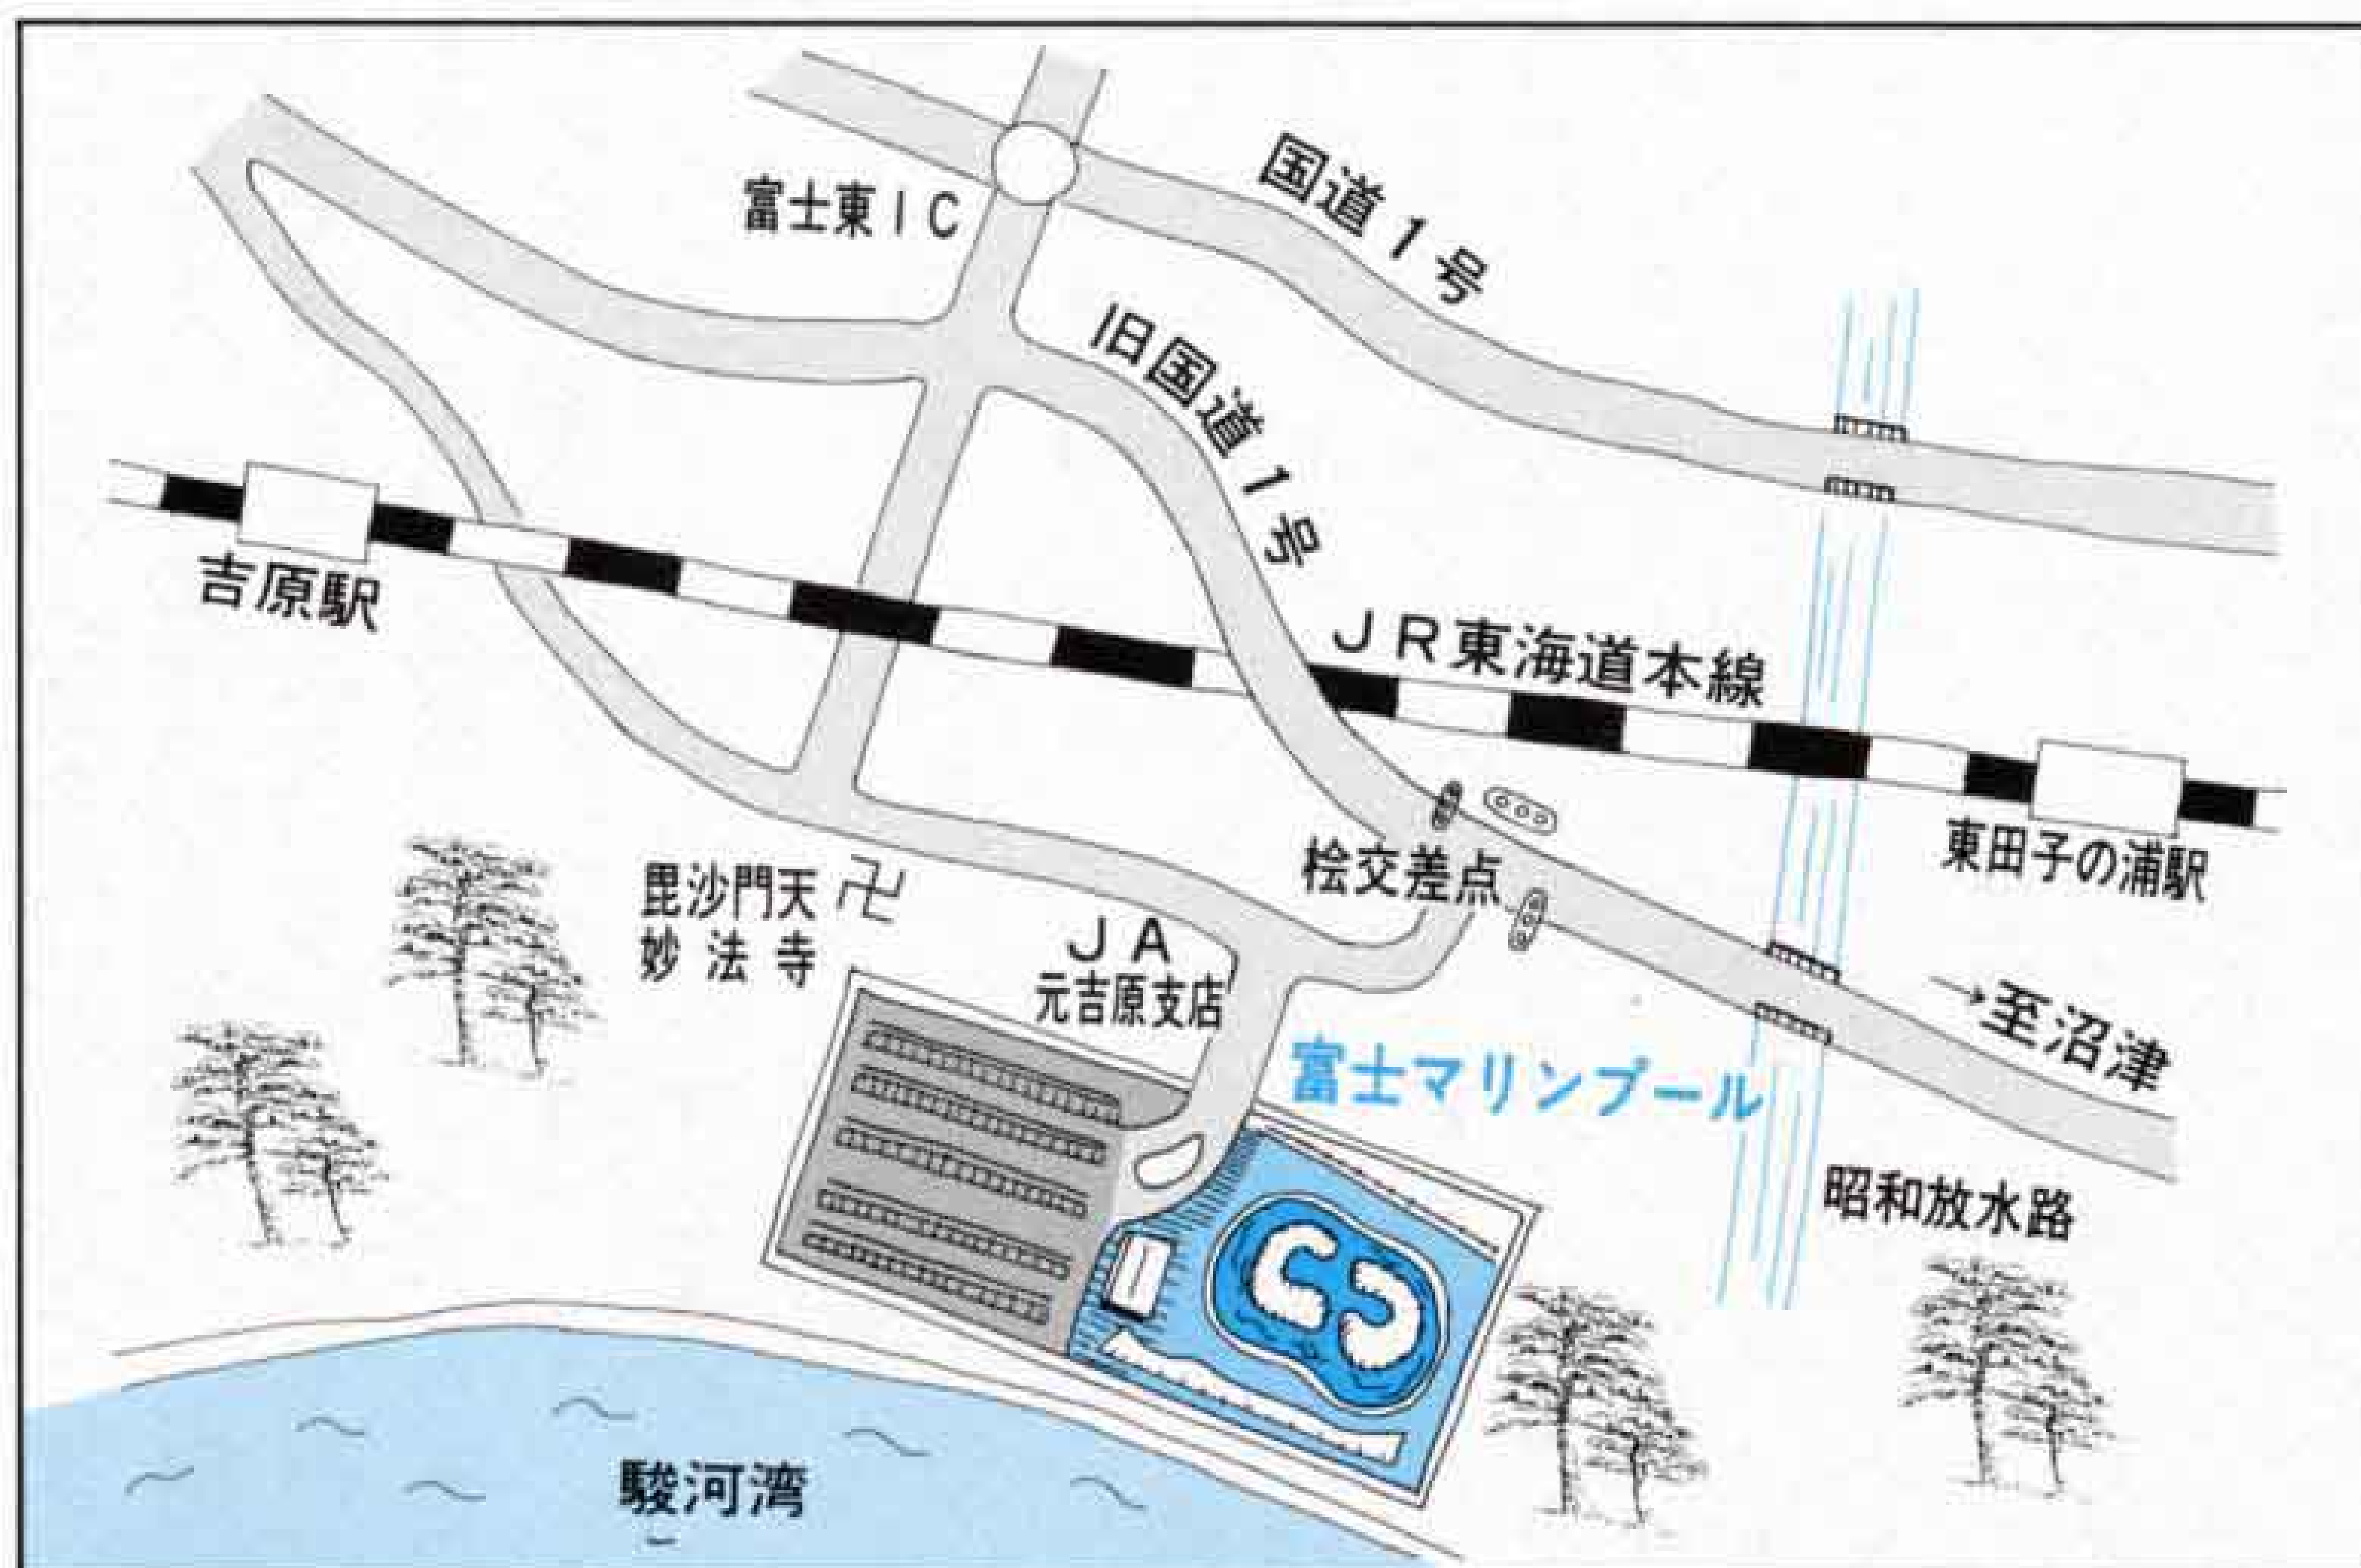 国道1号
富士東IC
旧国道1号
吉原駅
JR東海道本線
東田子の浦駅
桧交差点
毘沙門天 卍
妙法寺
JA
元吉原支店
→至沼津
富士マリンプール
昭和放水路
駿河湾